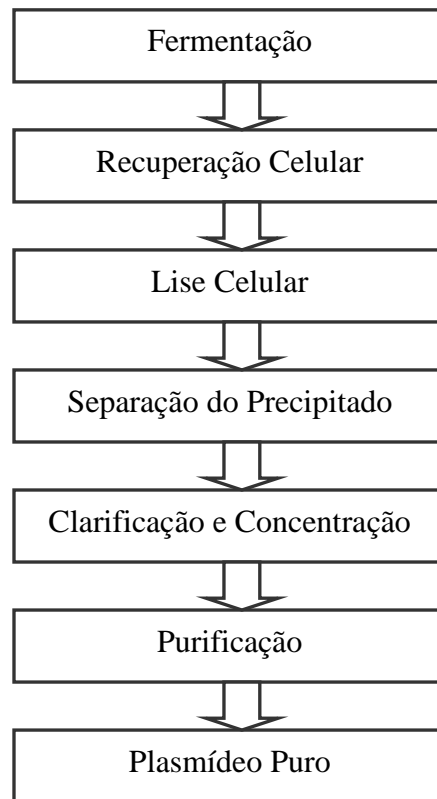 Fermentação
Recuperação Celular
Lise Celular
Separação do Precipitado
Clarificação e Concentração
Purificação
Plasmídeo Puro